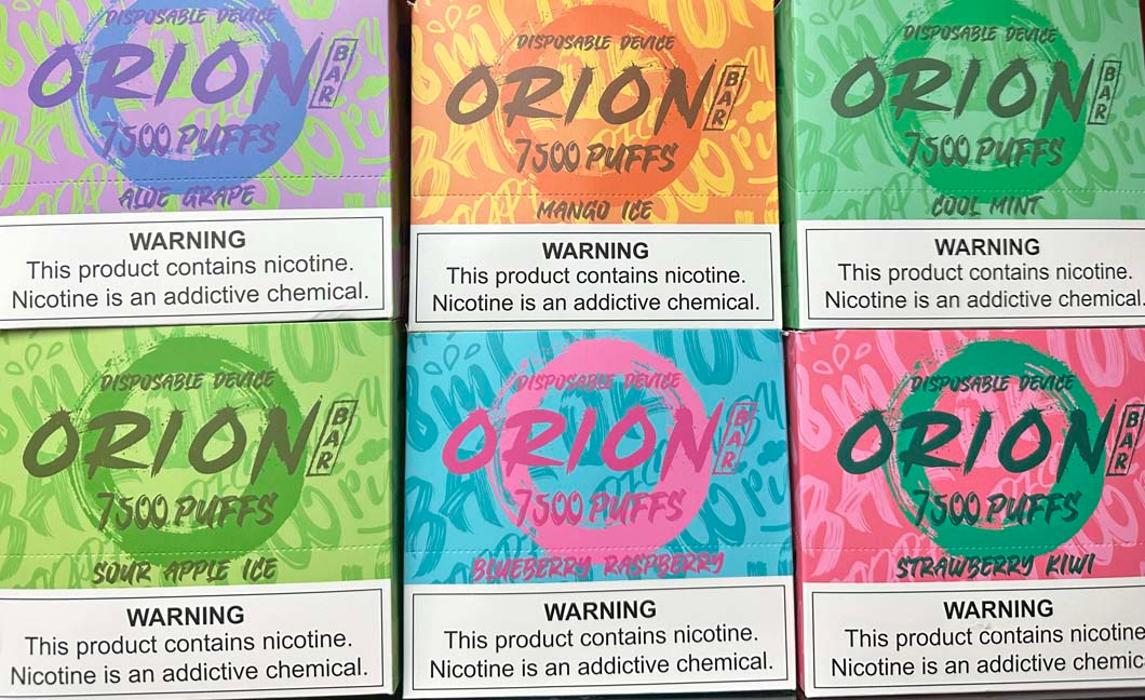 DISPOSABLE DEVICE
ORION BAR
7500 PUFFS
ALOE GRAPE
WARNING
This product contains nicotine.
Nicotine is an addictive chemical.
DISPOSABLE DEVICE
ORION BAR
7500 PUFFS
MANGO ICE
WARNING
This product contains nicotine.
Nicotine is an addictive chemical.
DISPOSABLE DEVICE
ORION BAR
7500 PUFFS
COOL MINT
WARNING
This product contains nicotine.
Nicotine is an addictive chemical.
DISPOSABLE DEVICE
ORION BAR
7500 PUFFS
SOUR APPLE ICE
WARNING
This product contains nicotine.
Nicotine is an addictive chemical.
DISPOSABLE DEVICE
ORION BAR
7500 PUFFS
BLUEBERRY RASPBERRY
WARNING
This product contains nicotine.
Nicotine is an addictive chemical.
DISPOSABLE DEVICE
ORION BAR
7500 PUFFS
STRAWBERRY KIWI
WARNING
This product contains nicotine
Nicotine is an addictive chemic